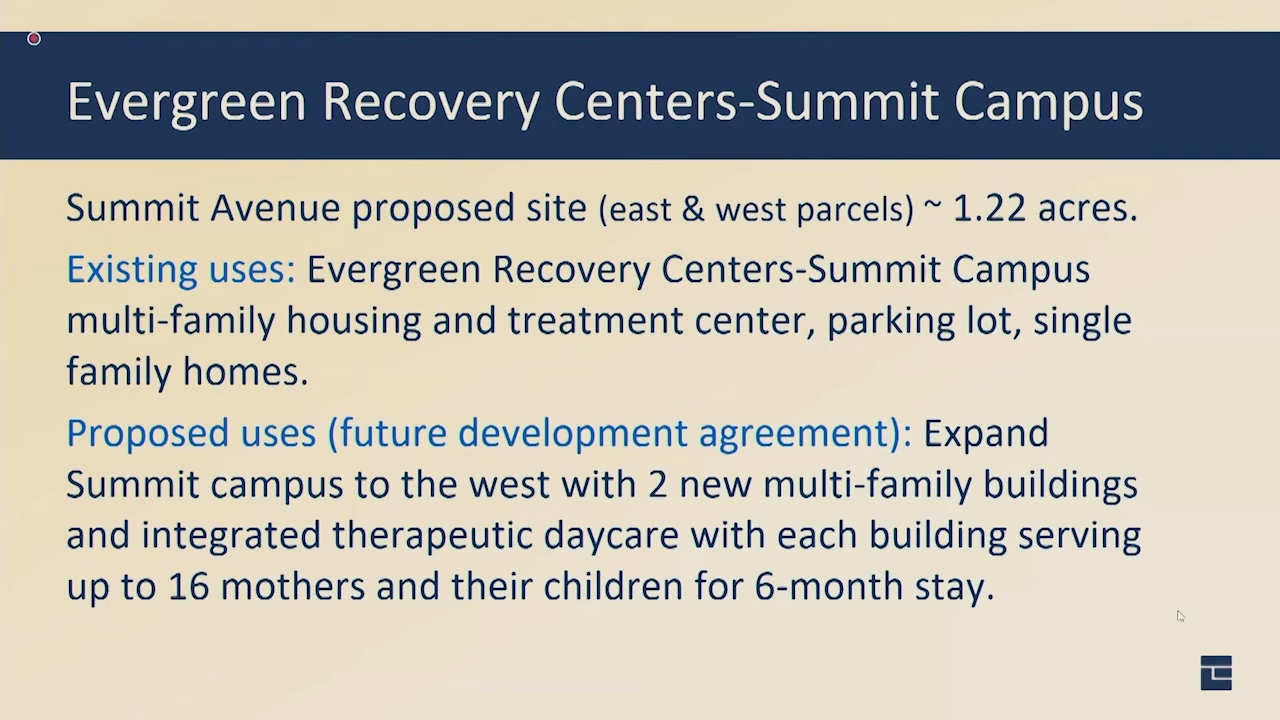 Evergreen Recovery Centers-Summit Campus
Summit Avenue proposed site (east & west parcels) ~ 1.22 acres.
Existing uses: Evergreen Recovery Centers-Summit Campus
multi-family housing and treatment center, parking lot, single
family homes.
Proposed uses (future development agreement): Expand
Summit campus to the west with 2 new multi-family buildings
and integrated therapeutic daycare with each building serving
up to 16 mothers and their children for 6-month stay.